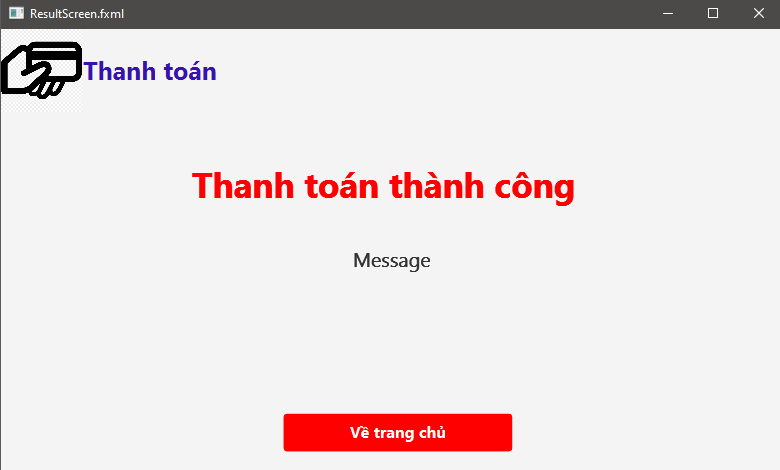 ResultScreen.fxml
Thanh toán
Thanh toán thành công
Message
Về trang chủ